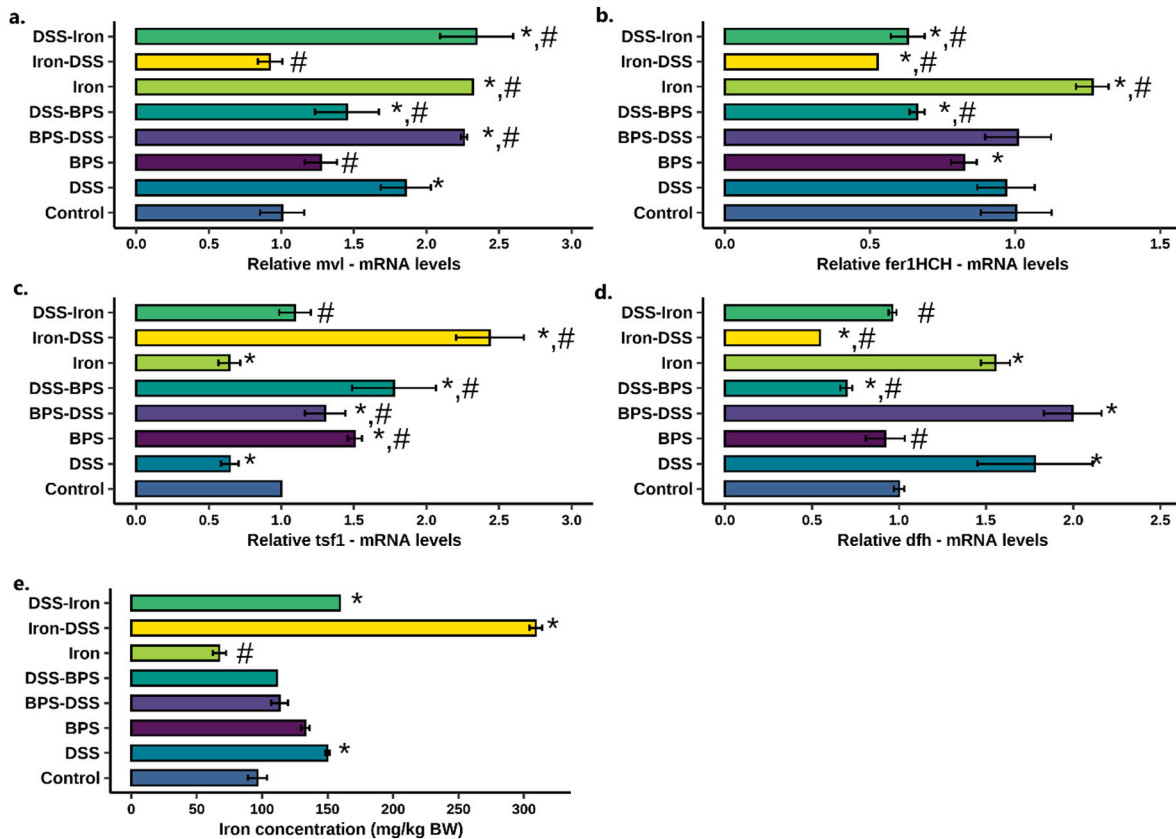 a.
DSS-Iron *,#
Iron-DSS #
Iron *,#
DSS-BPS *,#
BPS-DSS *,#
BPS #
DSS *
Control
0.0 0.5 1.0 1.5 2.0 2.5 3.0
Relative mvl - mRNA levels
b.
DSS-Iron *,#
Iron-DSS *,#
Iron *,#
DSS-BPS *,#
BPS-DSS
BPS *
DSS
Control
0.0 0.5 1.0 1.5
Relative fer1HCH - mRNA levels
c.
DSS-Iron #
Iron-DSS *,#
Iron *
DSS-BPS *,#
BPS-DSS *,#
BPS *,#
DSS *
Control
0.0 0.5 1.0 1.5 2.0 2.5 3.0
Relative tsf1 - mRNA levels
d.
DSS-Iron #
Iron-DSS *,#
Iron *
DSS-BPS *,#
BPS-DSS *
BPS #
DSS *
Control
0.0 0.5 1.0 1.5 2.0 2.5
Relative dfh - mRNA levels
e.
DSS-Iron *
Iron-DSS *
Iron #
DSS-BPS
BPS-DSS
BPS
DSS *
Control
0 50 100 150 200 250 300
Iron concentration (mg/kg BW)